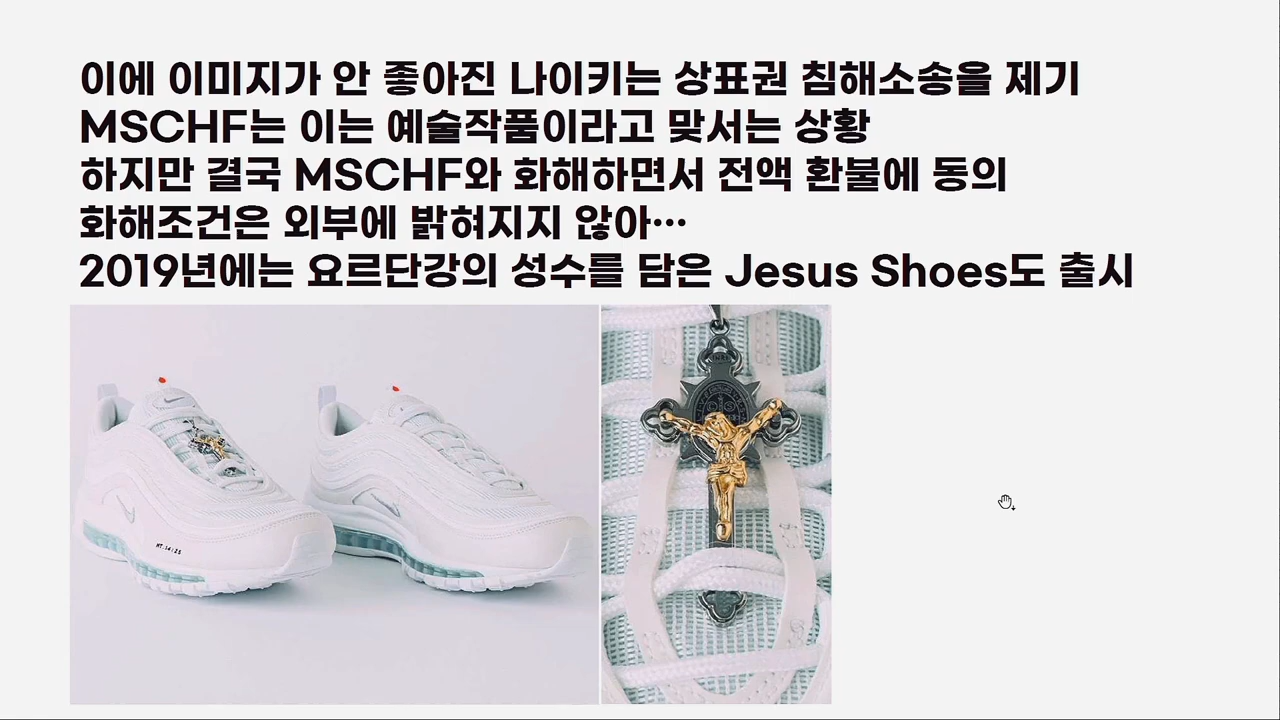 이에 이미지가 안 좋아진 나이키는 상표권 침해소송을 제기
MSCHF는 이는 예술작품이라고 맞서는 상황
하지만 결국 MSCHF와 화해하면서 전액 환불에 동의
화해조건은 외부에 밝혀지지 않아…
2019년에는 요르단강의 성수를 담은 Jesus Shoes도 출시
MT.14:25